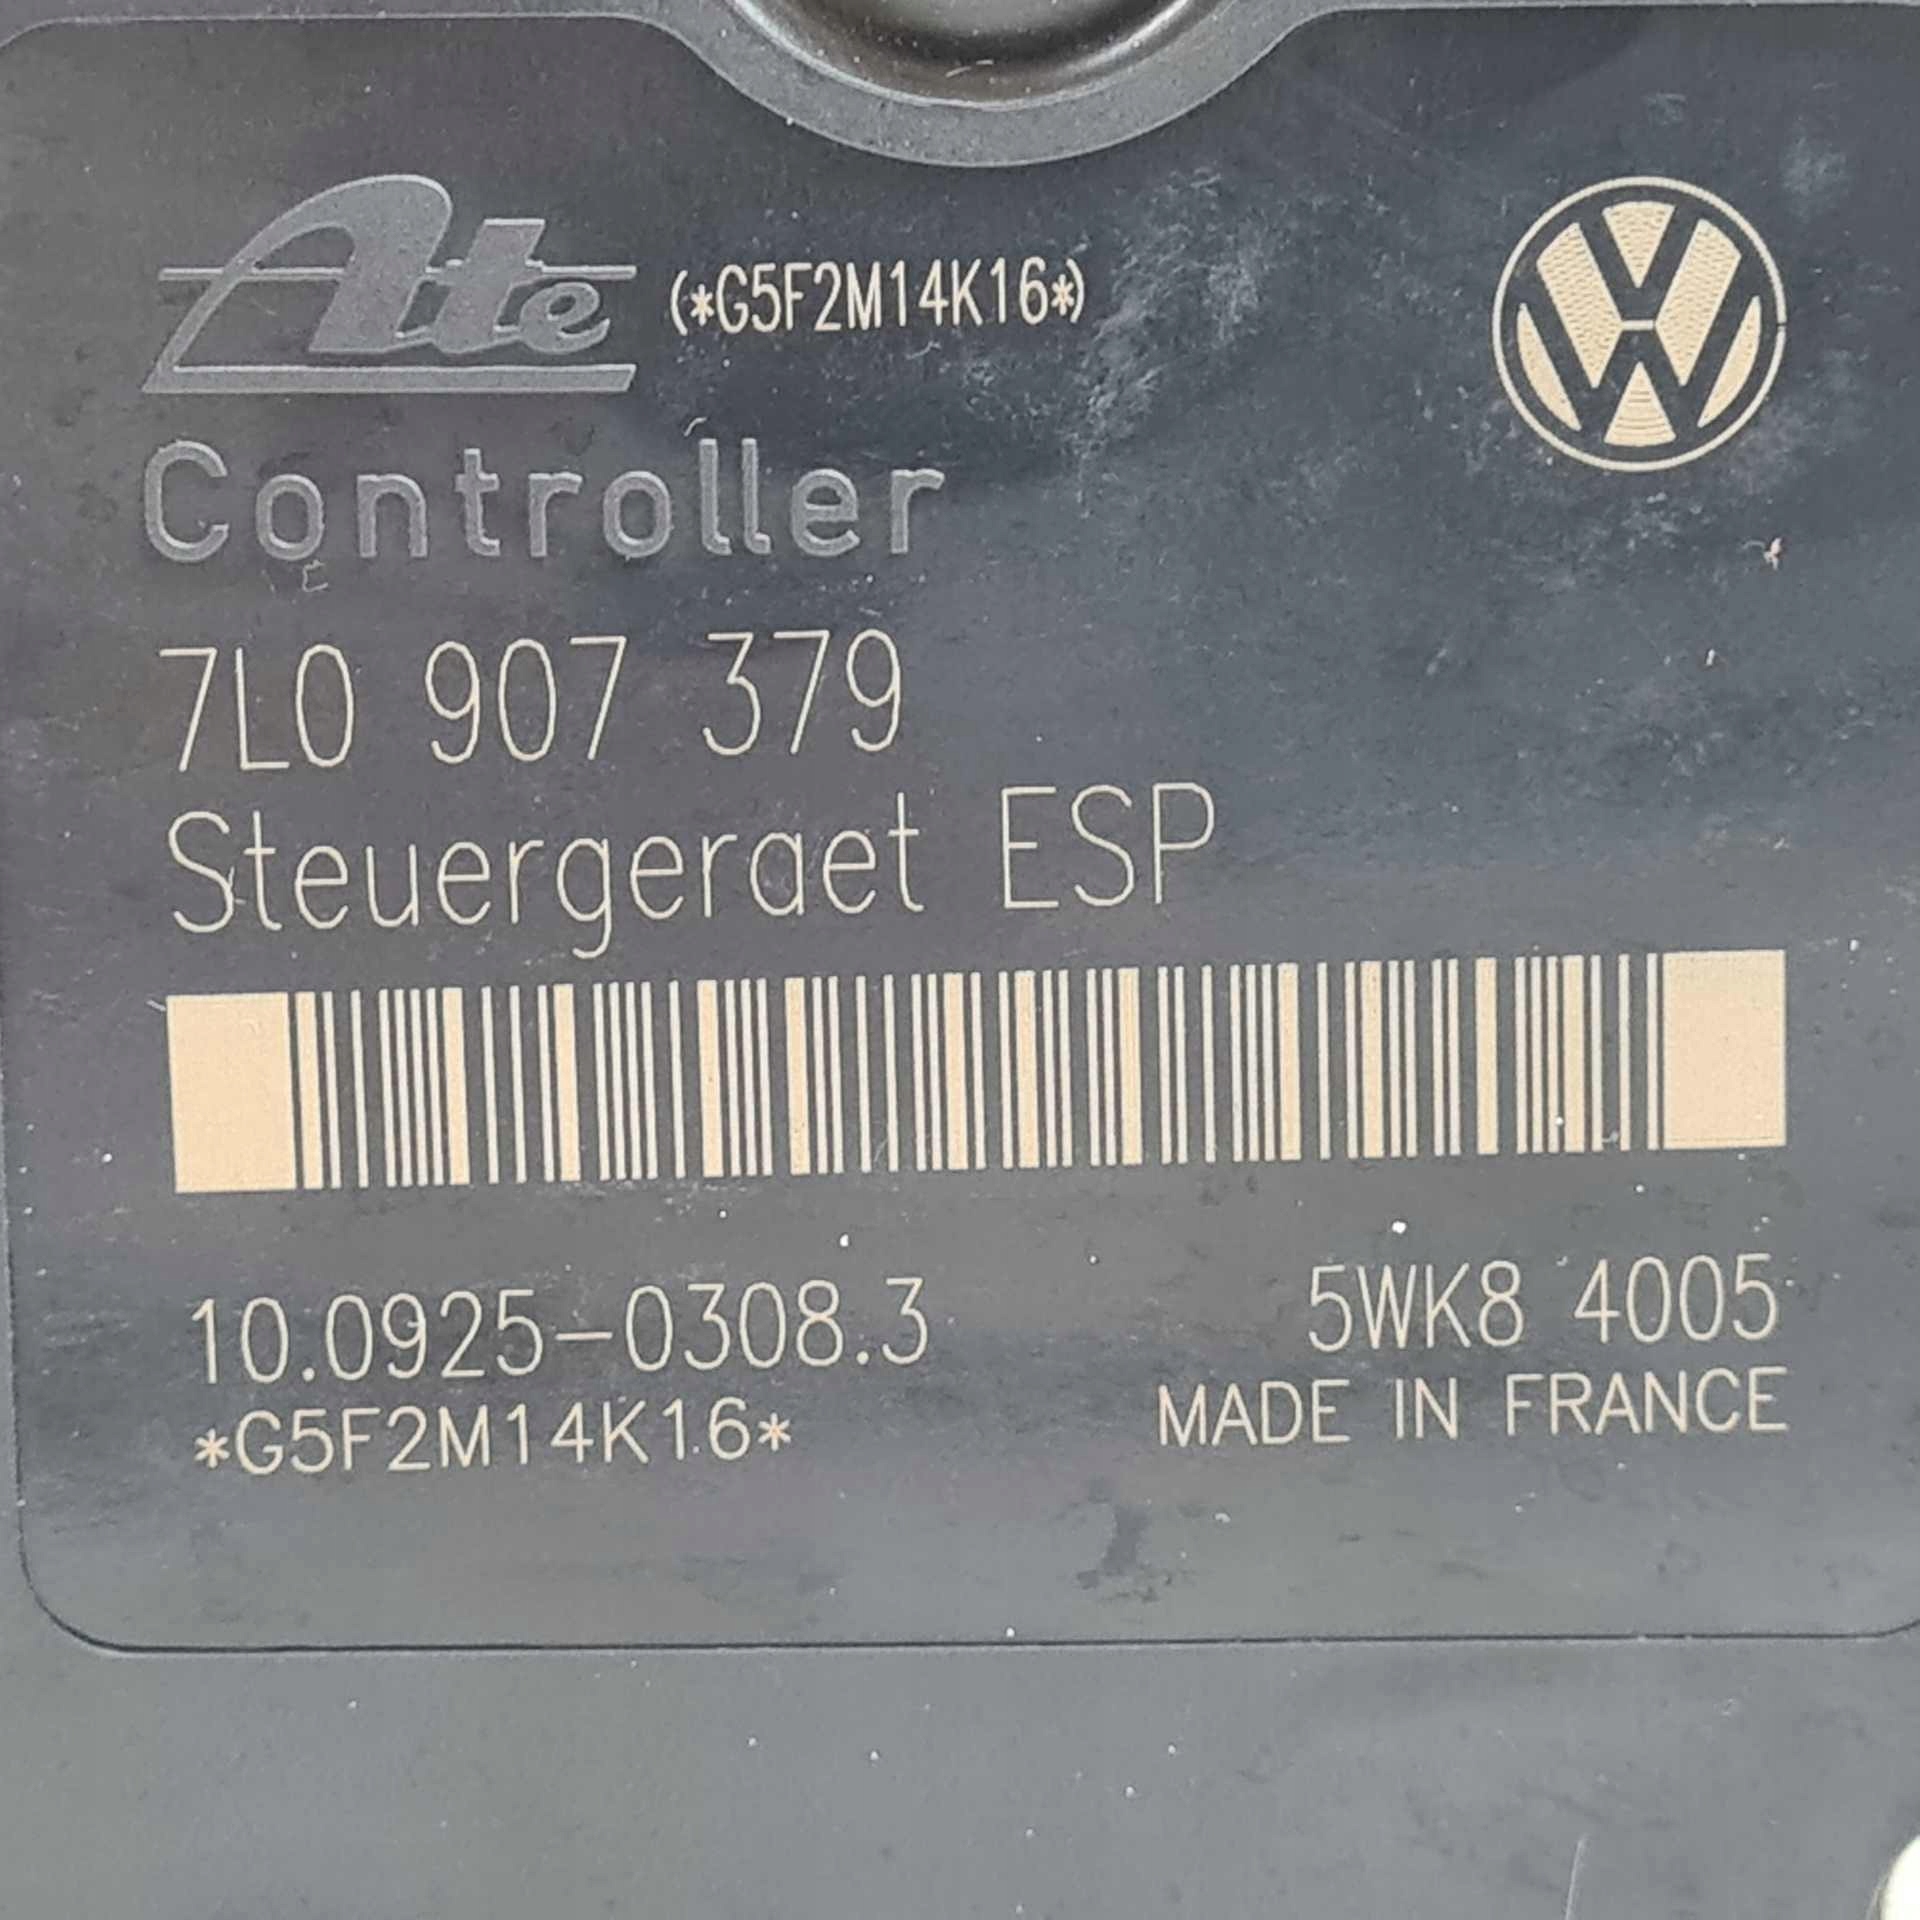 Ate (*G5F2M14K16*)
Controller
7L0 907 379
Steuergeraet ESP
10.0925-0308.3 5WK8 4005
*G5F2M14K16* MADE IN FRANCE